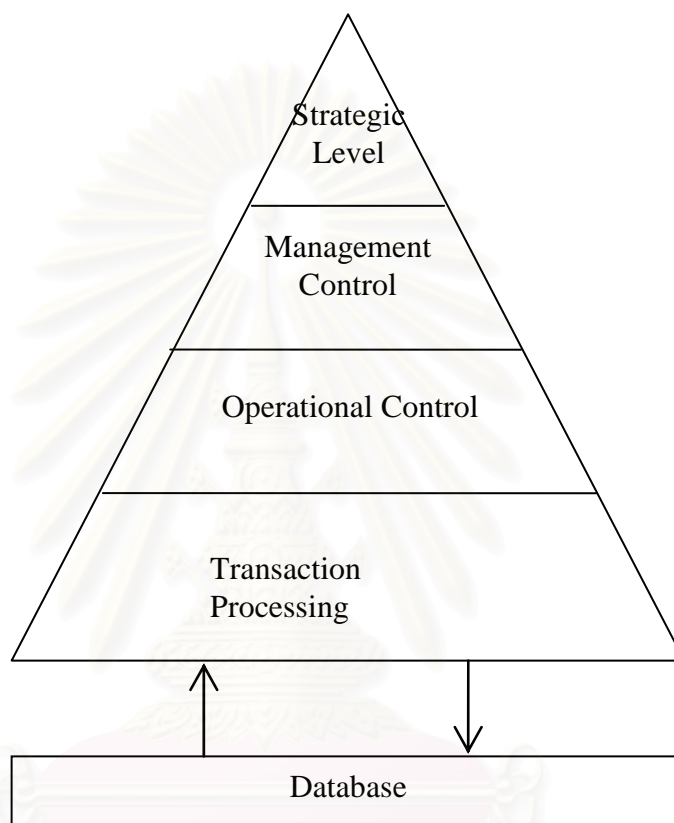 Strategic
Level
Management
Control
Operational Control
Transaction
Processing
Database